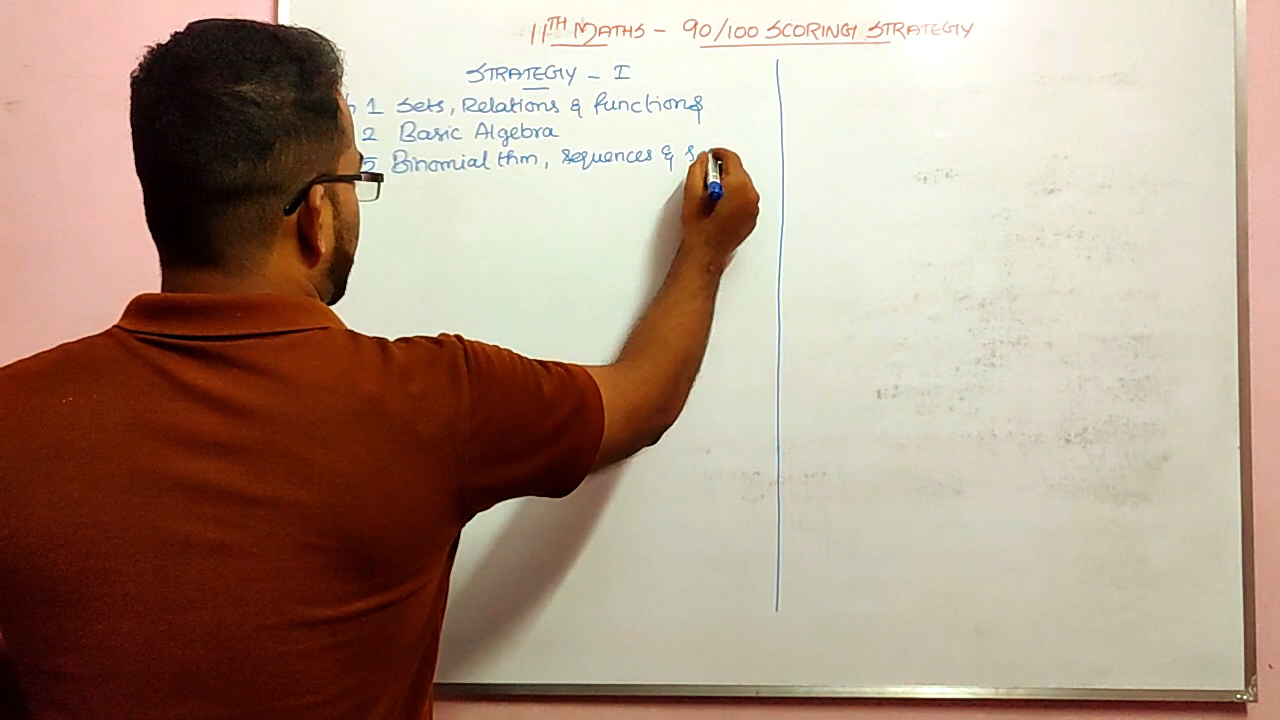 11TH MATHS - 90/100 SCORING STRATEGY
STRATEGY - I
1 Sets, Relations & functions
2 Basic Algebra
5 Binomial thm, sequences &